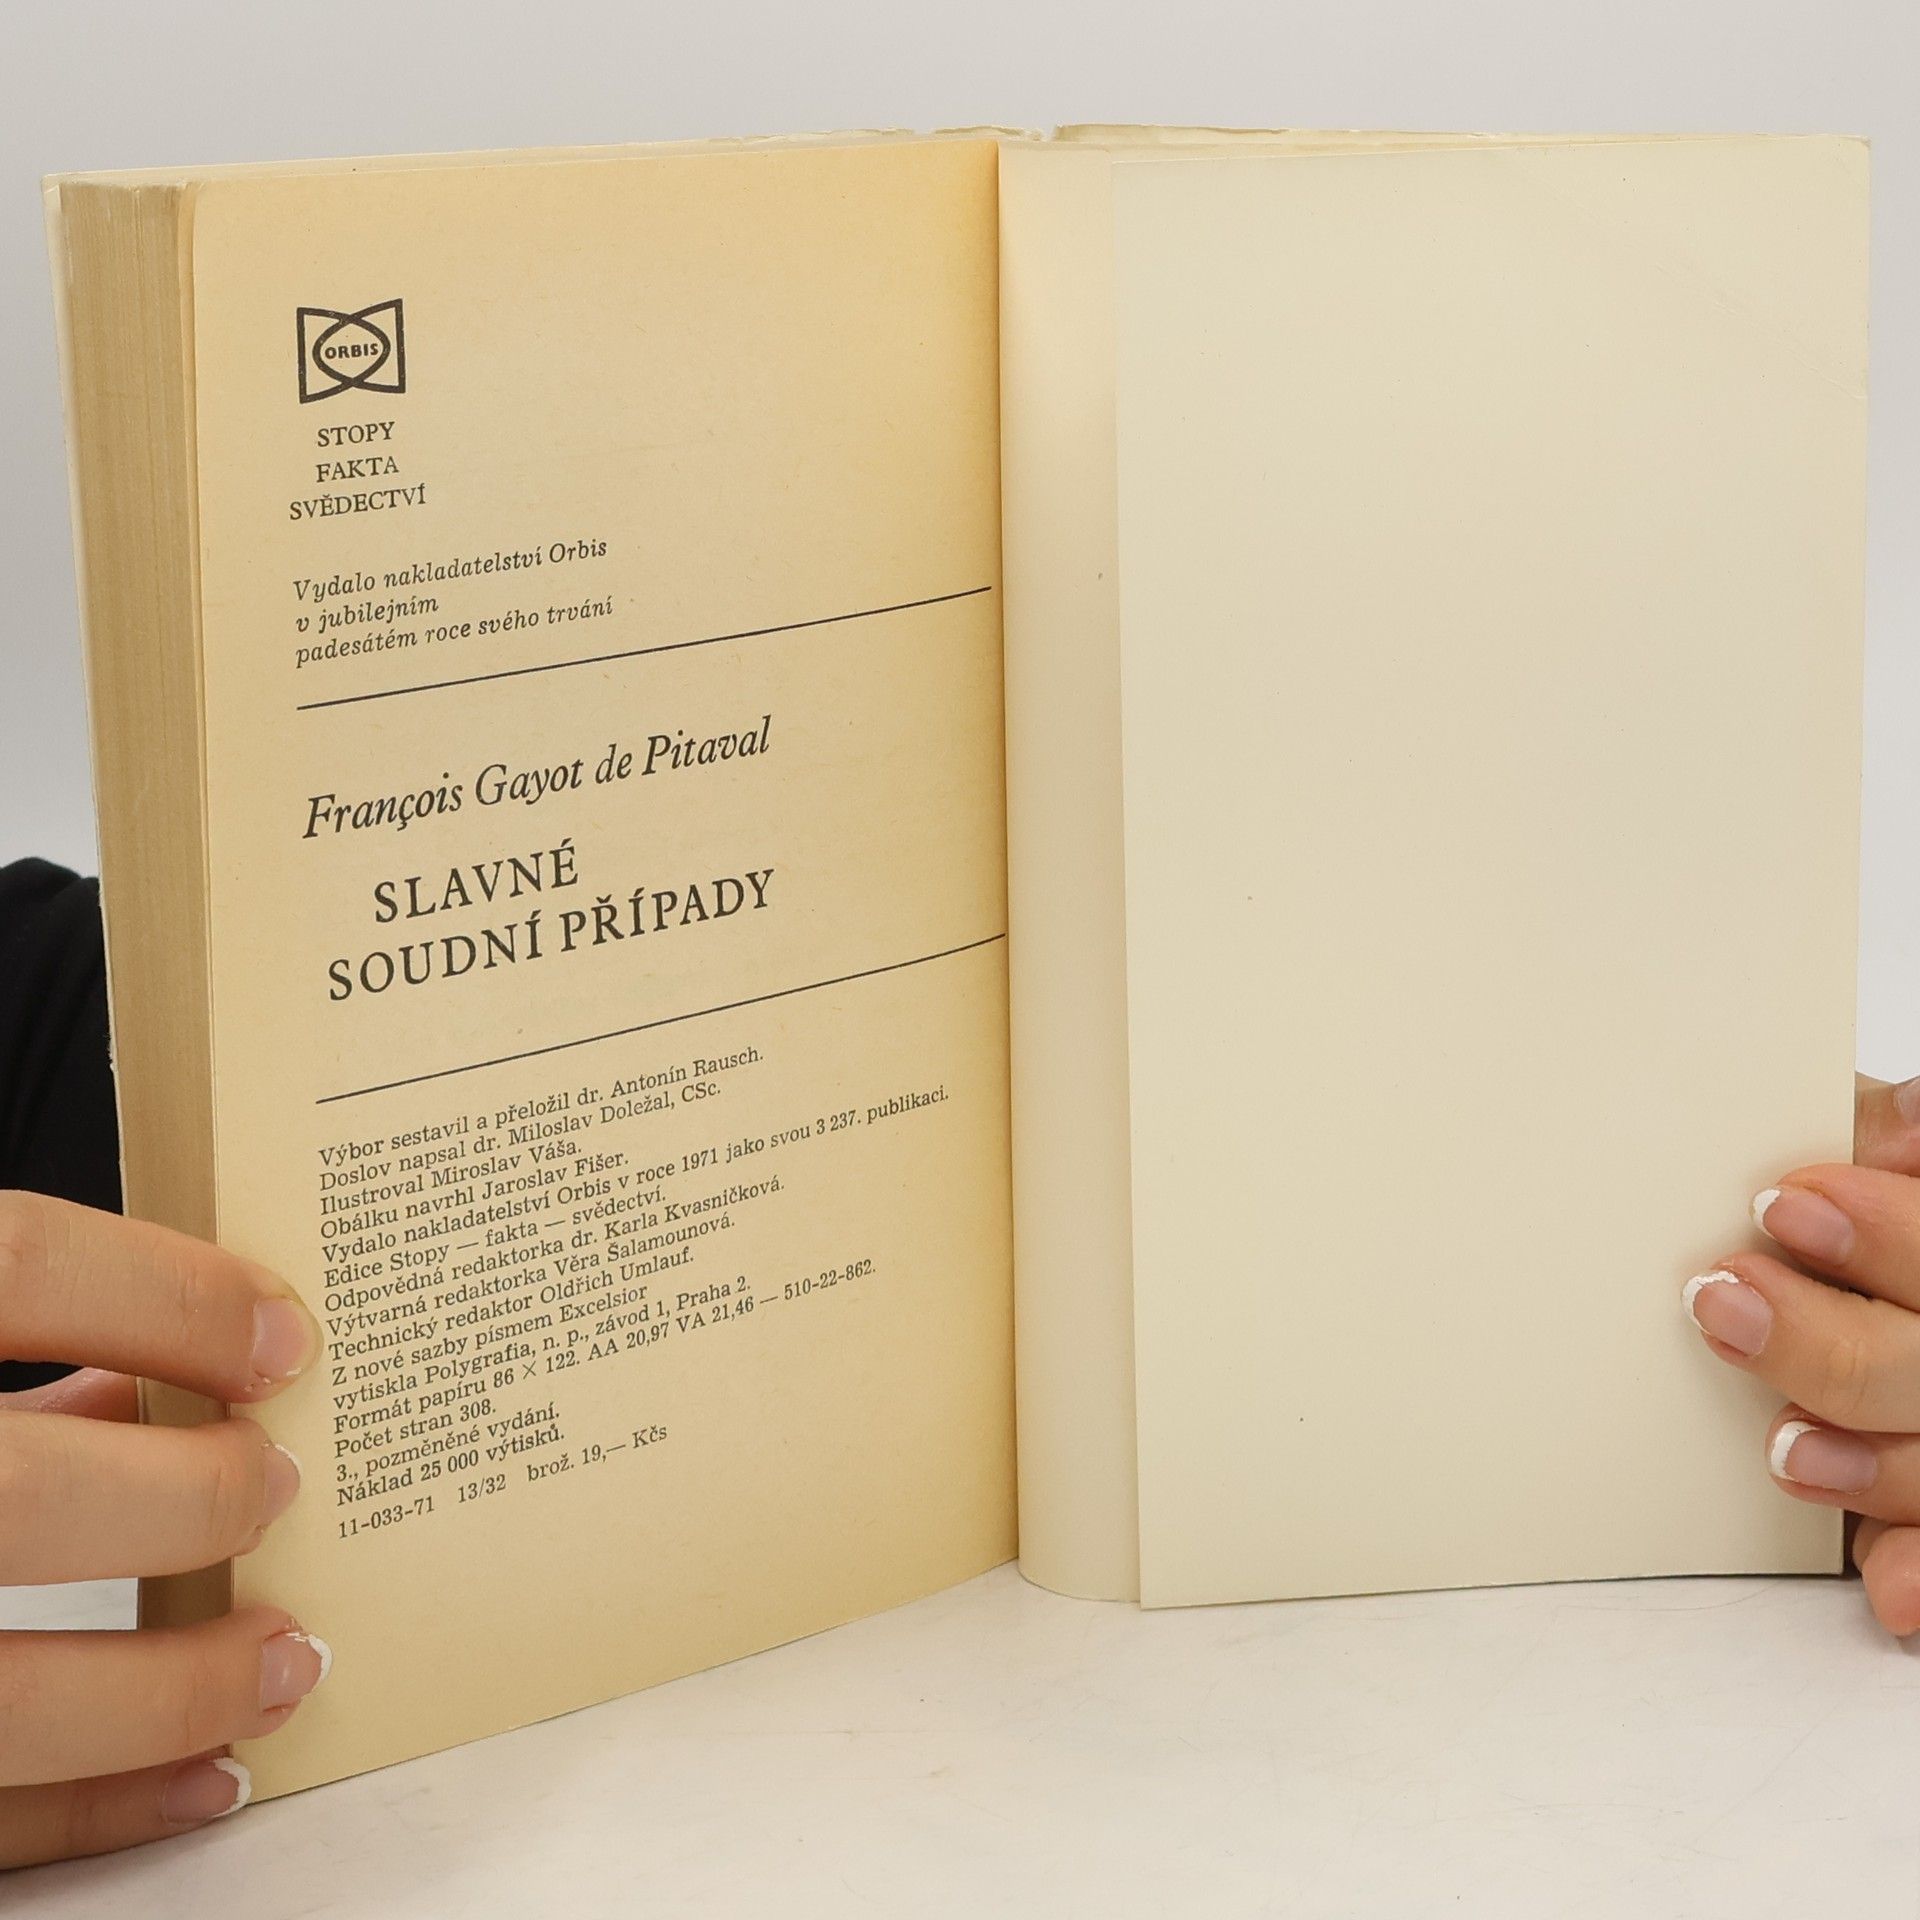 ORBIS
STOPY
FAKTA
SVĚDECTVÍ
Vydalo nakladatelství Orbis
v jubilejním
padesátém roce svého trvání
François Gayot de Pitaval
SLAVNÉ
SOUDNÍ PŘÍPADY
Výbor sestavil a přeložil dr. Antonín Rausch.
Doslov napsal dr. Miloslav Doležal, CSc.
Ilustroval Miroslav Váša.
Obálku navrhl Jaroslav Fišer.
Vydalo nakladatelství Orbis v roce 1971 jako svou 3 237. publikaci.
Edice Stopy — fakta — svědectví.
Odpovědná redaktorka dr. Karla Kvasničková.
Výtvarná redaktorka Věra Šalamounová.
Technický redaktor Oldřich Umlauf.
Z nové sazby písmem Excelsior
vytiskla Polygrafia, n. p., závod 1, Praha 2.
Formát papíru 86 × 122. AA 20,97 VA 21,46 — 510-22-862.
Počet stran 308.
3., pozměněné vydání.
Náklad 25 000 výtisků.
11-033-71 13/32 brož. 19,— Kčs